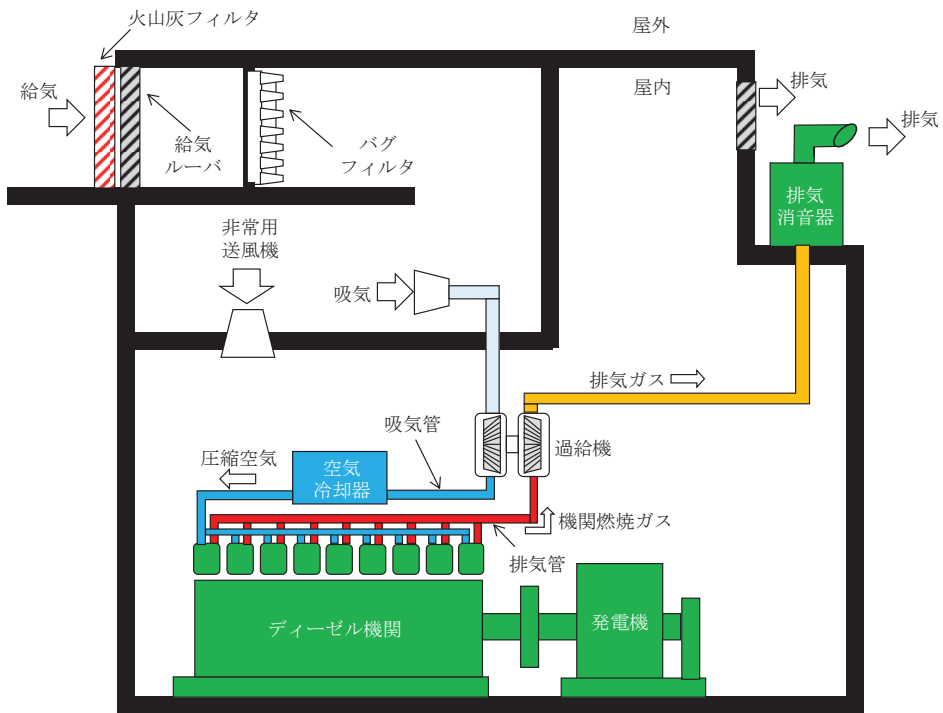 火山灰フィルタ
屋外
給気
屋内
排気
排気
給気
ルーバ
バグ
フィルタ
排気
消音器
非常用
送風機
吸気
排気ガス
吸気管
過給機
圧縮空気
空気
冷却器
機関燃焼ガス
排気管
ディーゼル機関
発電機